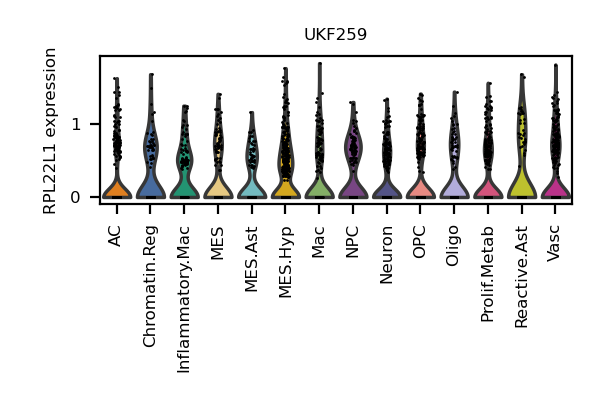 UKF259
RPL22L1 expression
1
0
AC
Chromatin.Reg
Inflammatory.Mac
MES
MES.Ast
MES.Hyp
Mac
NPC
Neuron
OPC
Oligo
Prolif.Metab
Reactive.Ast
Vasc